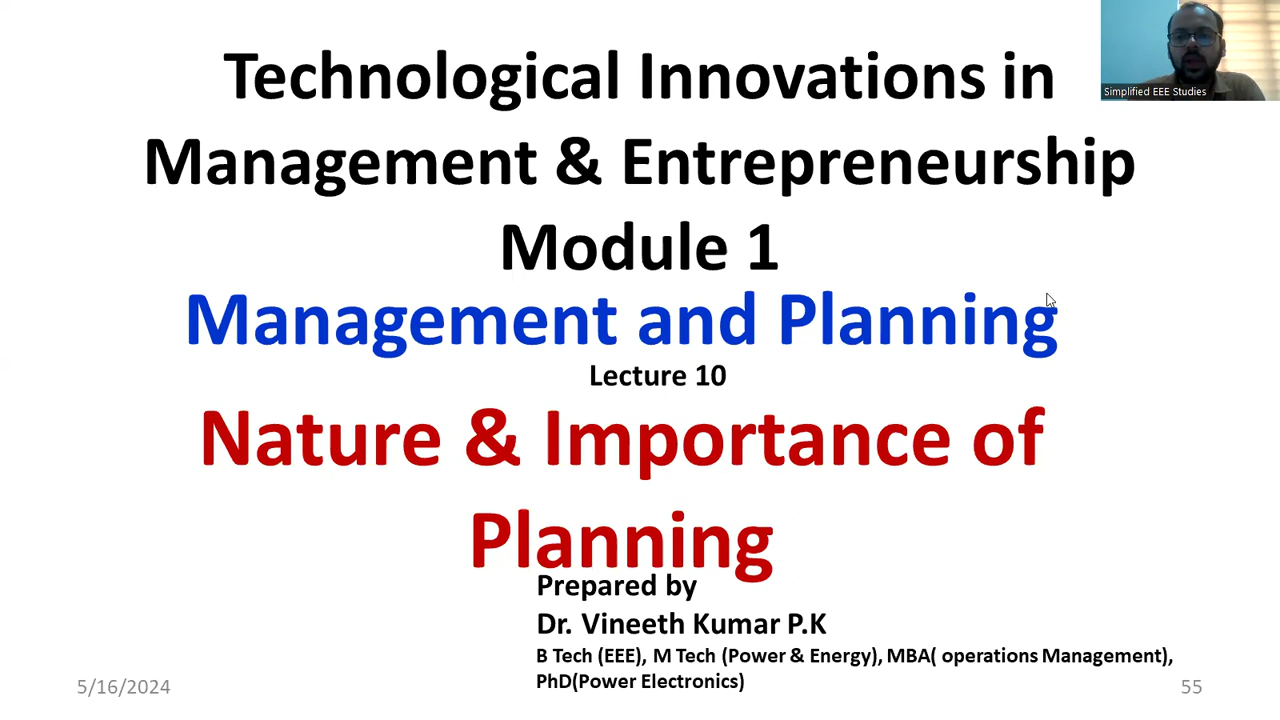 Technological Innovations in
Management & Entrepreneurship
Module 1
Management and Planning
Lecture 10
Nature & Importance of
Planning
Prepared by
Dr. Vineeth Kumar P.K
B Tech (EEE), M Tech (Power & Energy), MBA( operations Management),
PhD(Power Electronics)
5/16/2024
55
Simplified EEE Studies